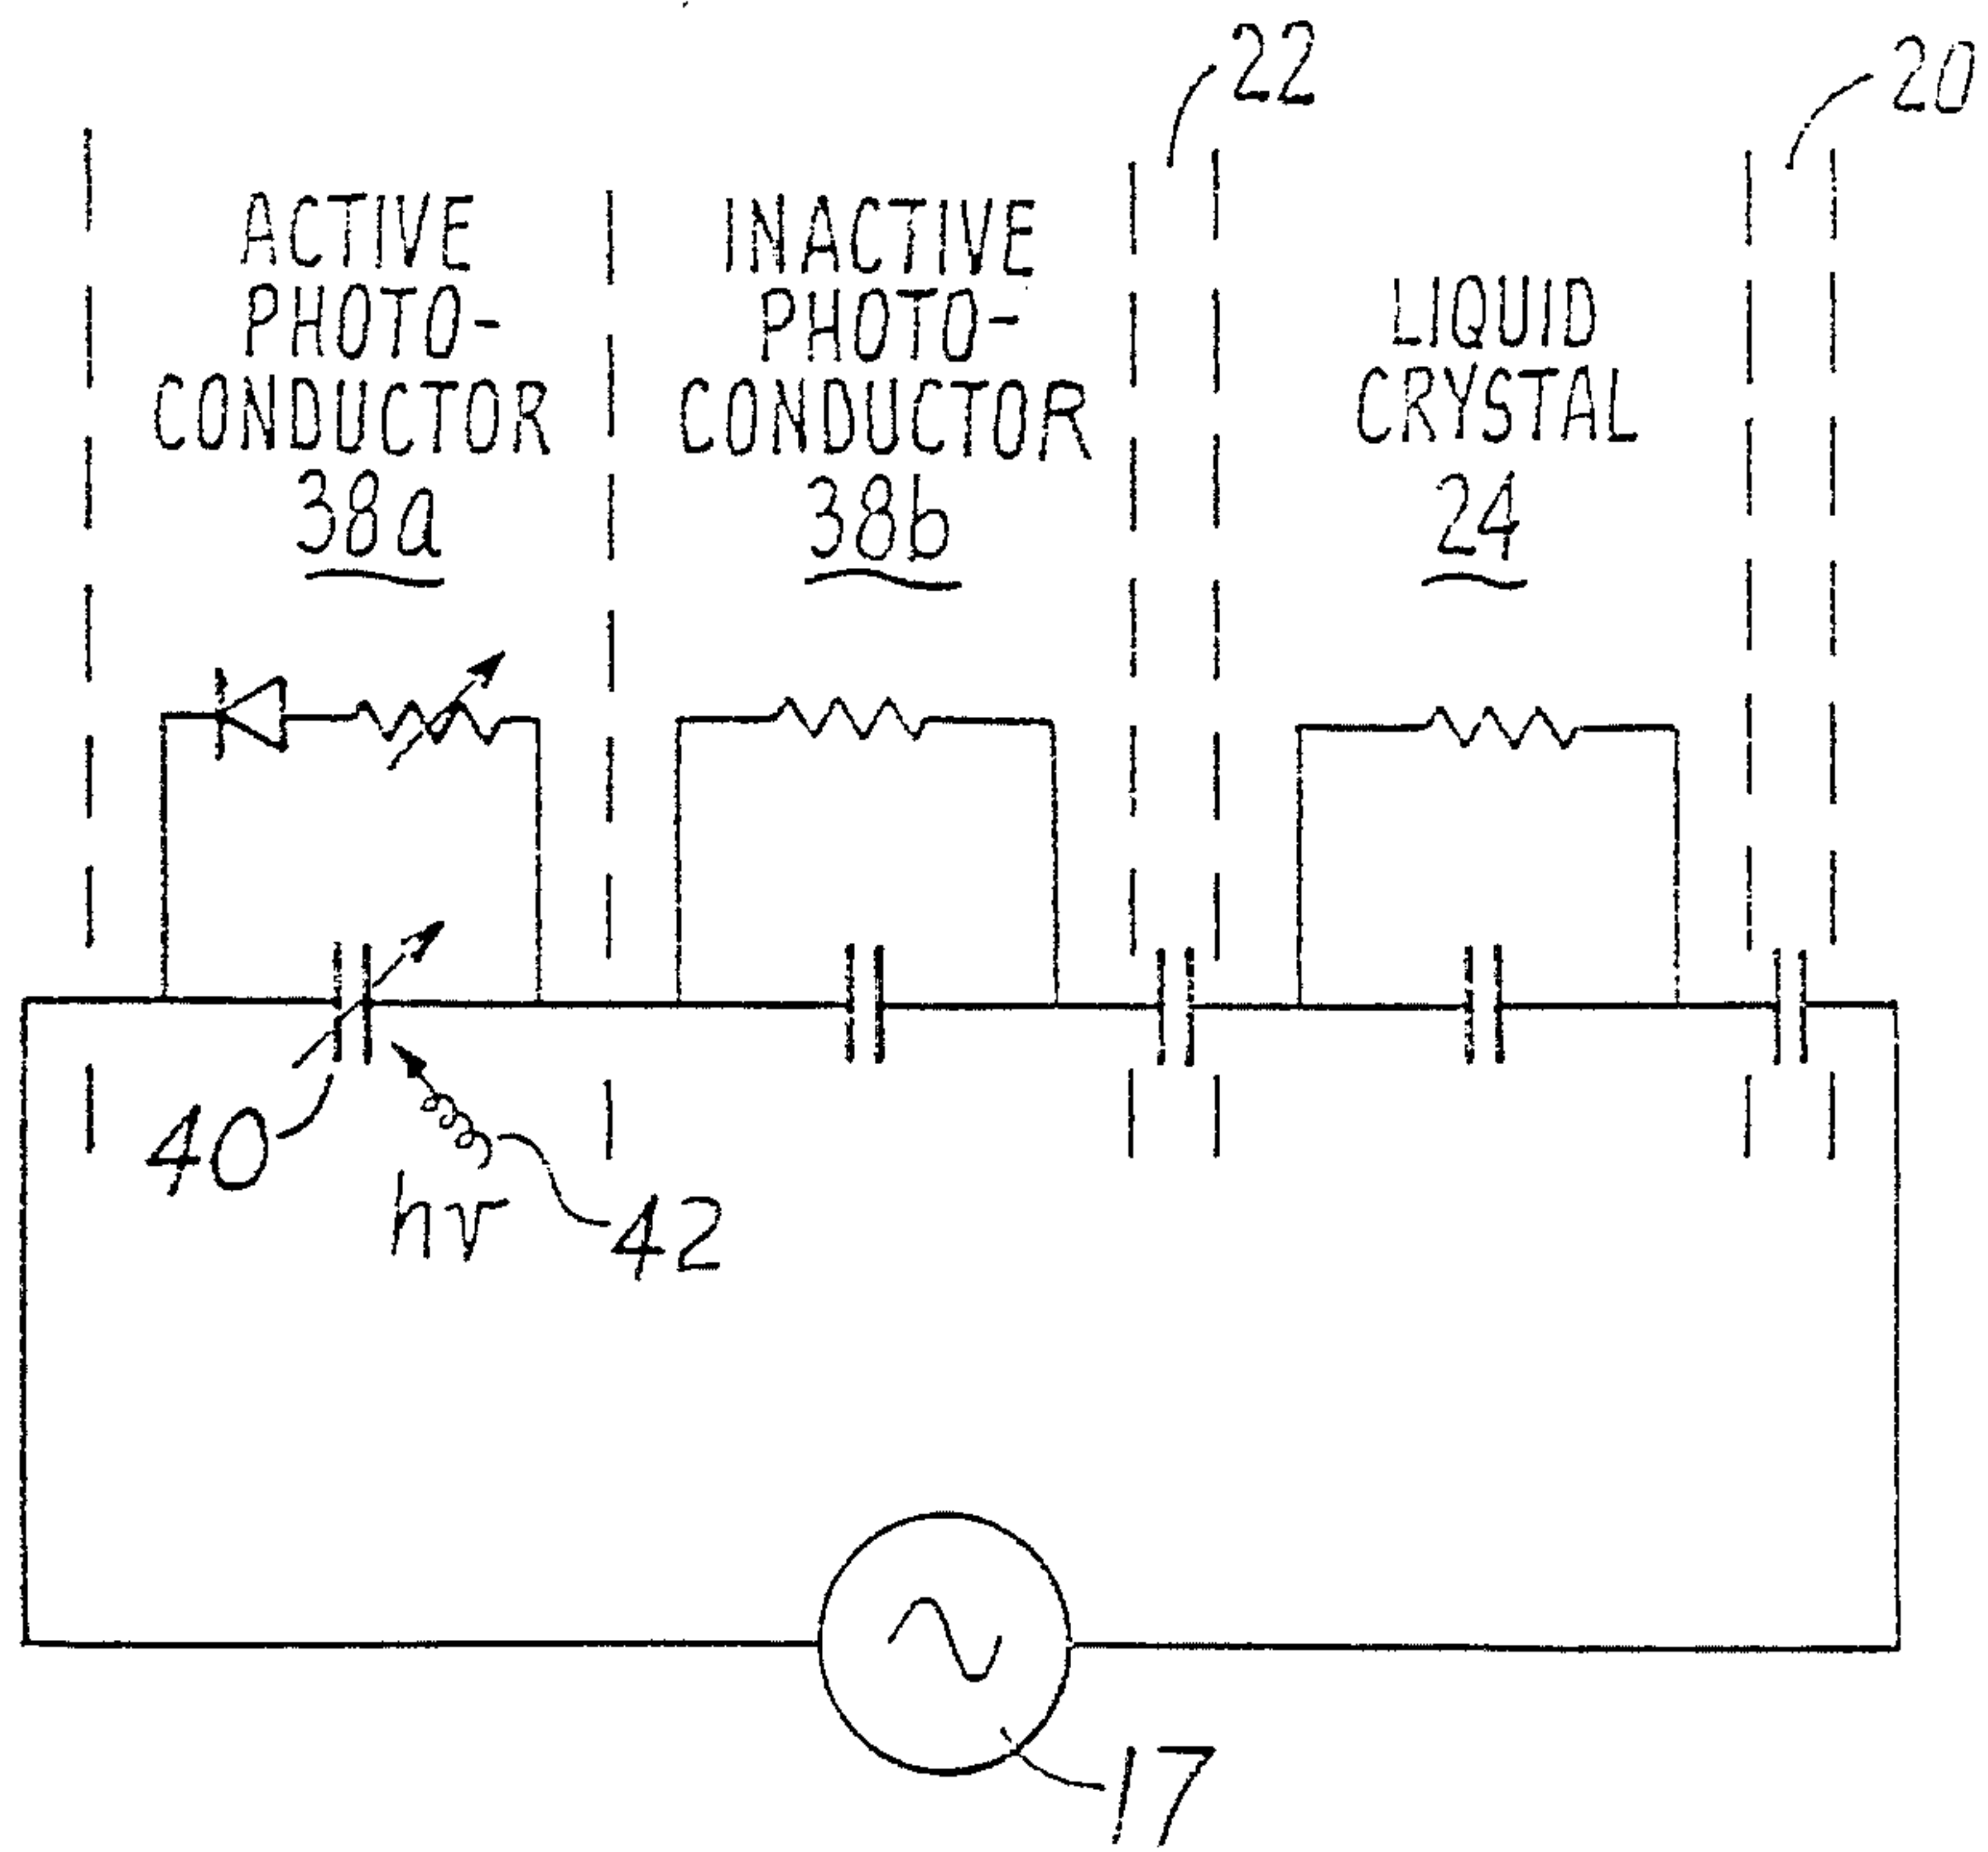 22
20
ACTIVE
PHOTO-
CONDUCTOR
38a
INACTIVE
PHOTO-
CONDUCTOR
38b
LIQUID
CRYSTAL
24
40
hν
42
17